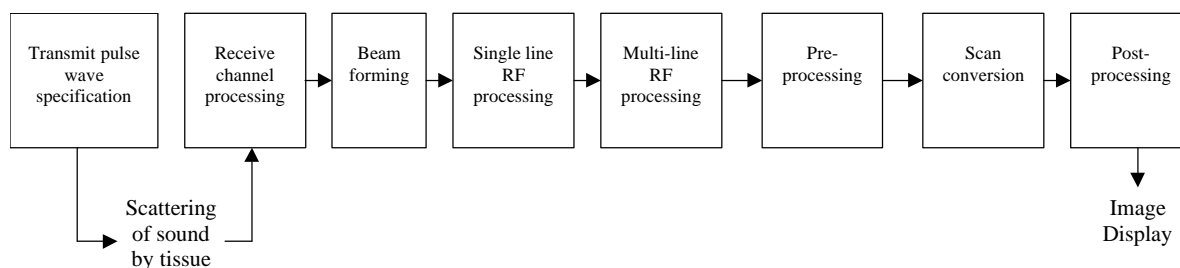 Transmit pulse
wave
specification
Receive
channel
processing
Beam
forming
Single line
RF
processing
Multi-line
RF
processing
Pre-
processing
Scan
conversion
Post-
processing
Scattering
of sound
by tissue
Image
Display